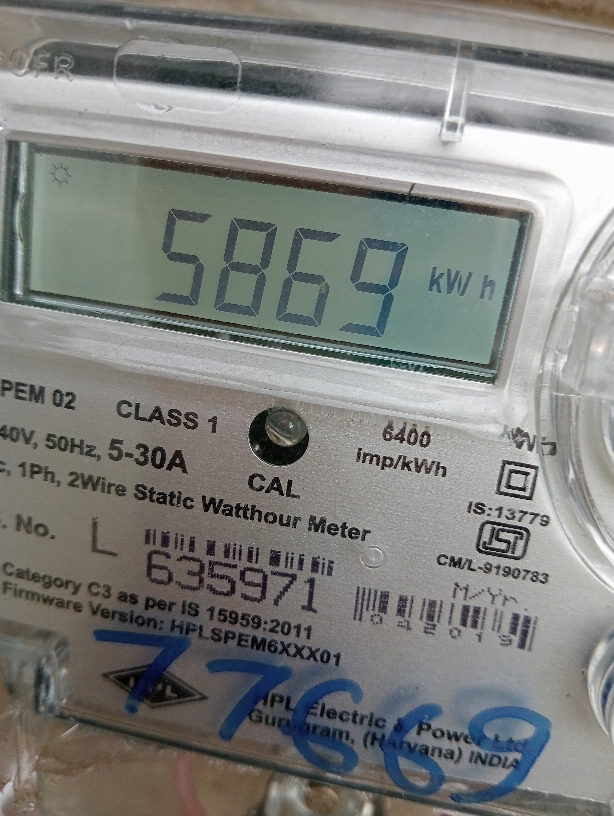 5869 kWh
PEM 02 CLASS 1
6400
imp/kWh
40V, 50Hz, 5-30A
CAL
1Ph, 2Wire Static Watthour Meter
IS:13779
No. L 635971
ISI
CM/L-9190783
M/Yr.
042019
Category C3 as per IS 15959:2011
Firmware Version: HPLSPEM6XXX01
77669
HPL
HPL Electric & Power Ltd
Gurugram, (Haryana) INDIA